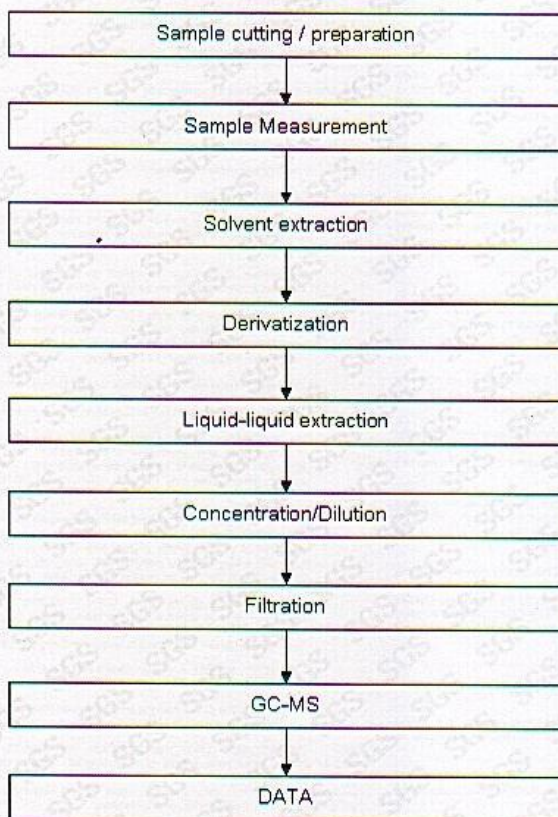 Sample cutting / preparation
Sample Measurement
Solvent extraction
Derivatization
Liquid-liquid extraction
Concentration/Dilution
Filtration
GC-MS
DATA